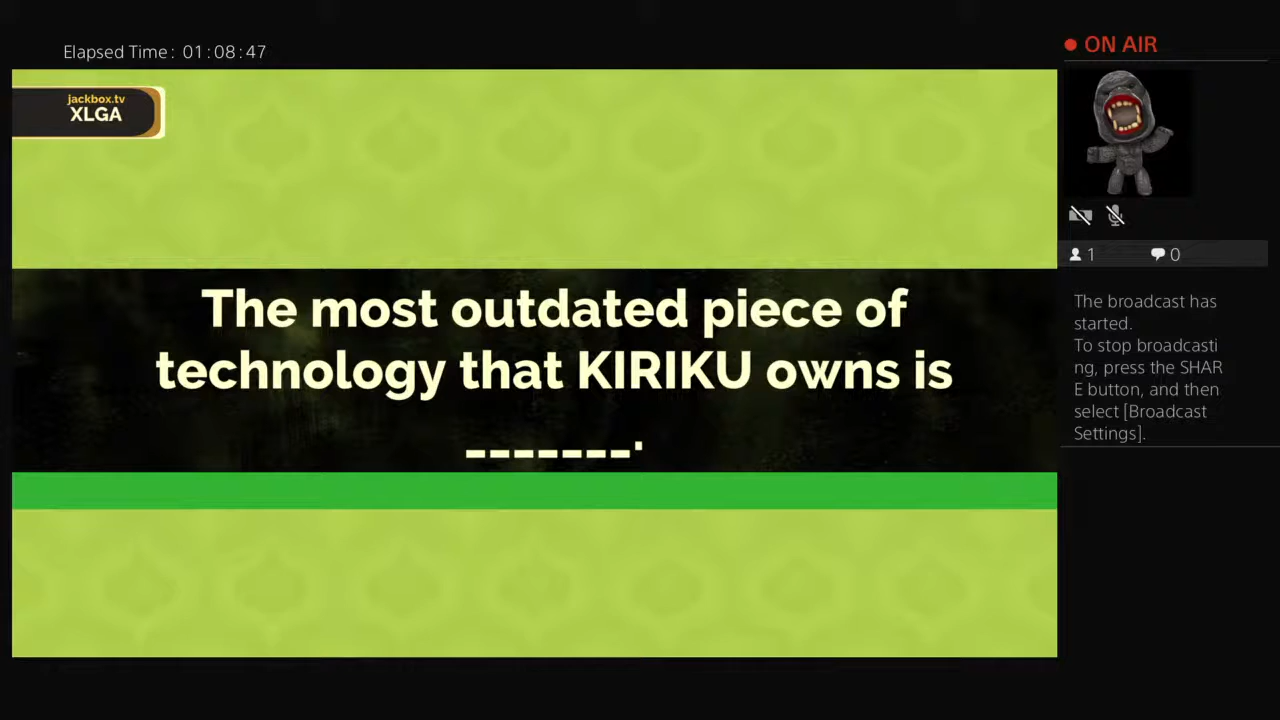 Elapsed Time: 01:08:47
ON AIR
jackbox.tv
XLGA
The most outdated piece of
technology that KIRIKU owns is
_______.
1 0
The broadcast has
started.
To stop broadcasti
ng, press the SHAR
E button, and then
select [Broadcast
Settings].